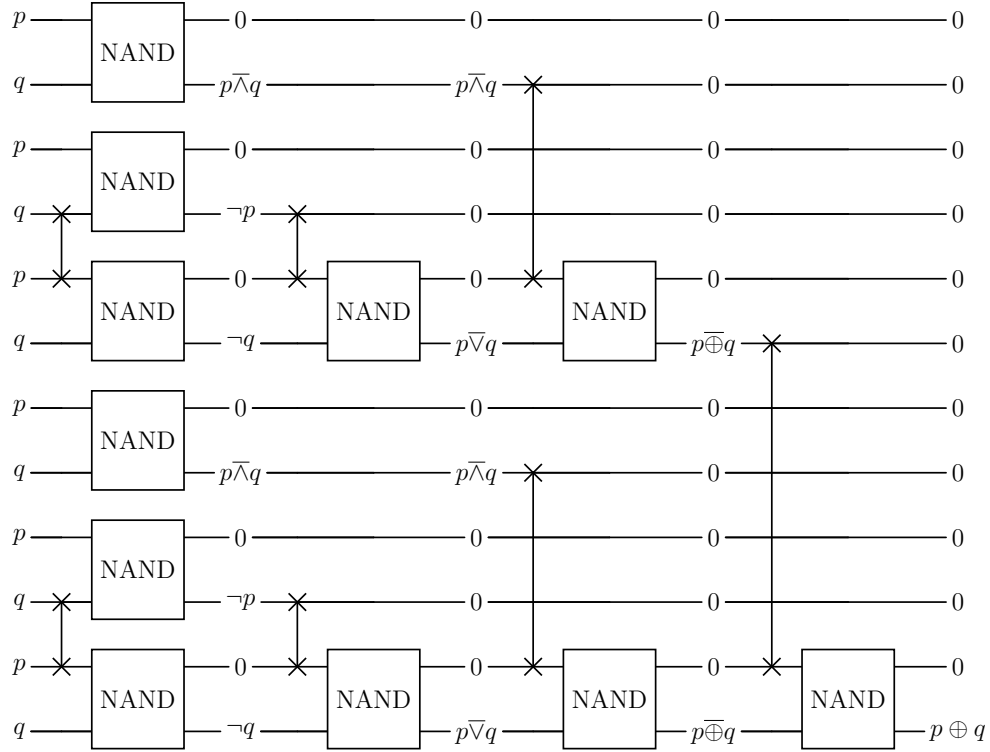 p 0 0 0 0
NAND
q p⊼q p⊼q 0 0
p 0 0 0 0
NAND
q ¬p 0 0 0
p 0 0 0 0
NAND NAND NAND
q ¬q p⊽q p⊕̅q 0
p 0 0 0 0
NAND
q p⊼q p⊼q 0 0
p 0 0 0 0
NAND
q ¬p 0 0 0
p 0 0 0 0
NAND NAND NAND NAND
q ¬q p⊽q p⊕̅q p ⊕ q